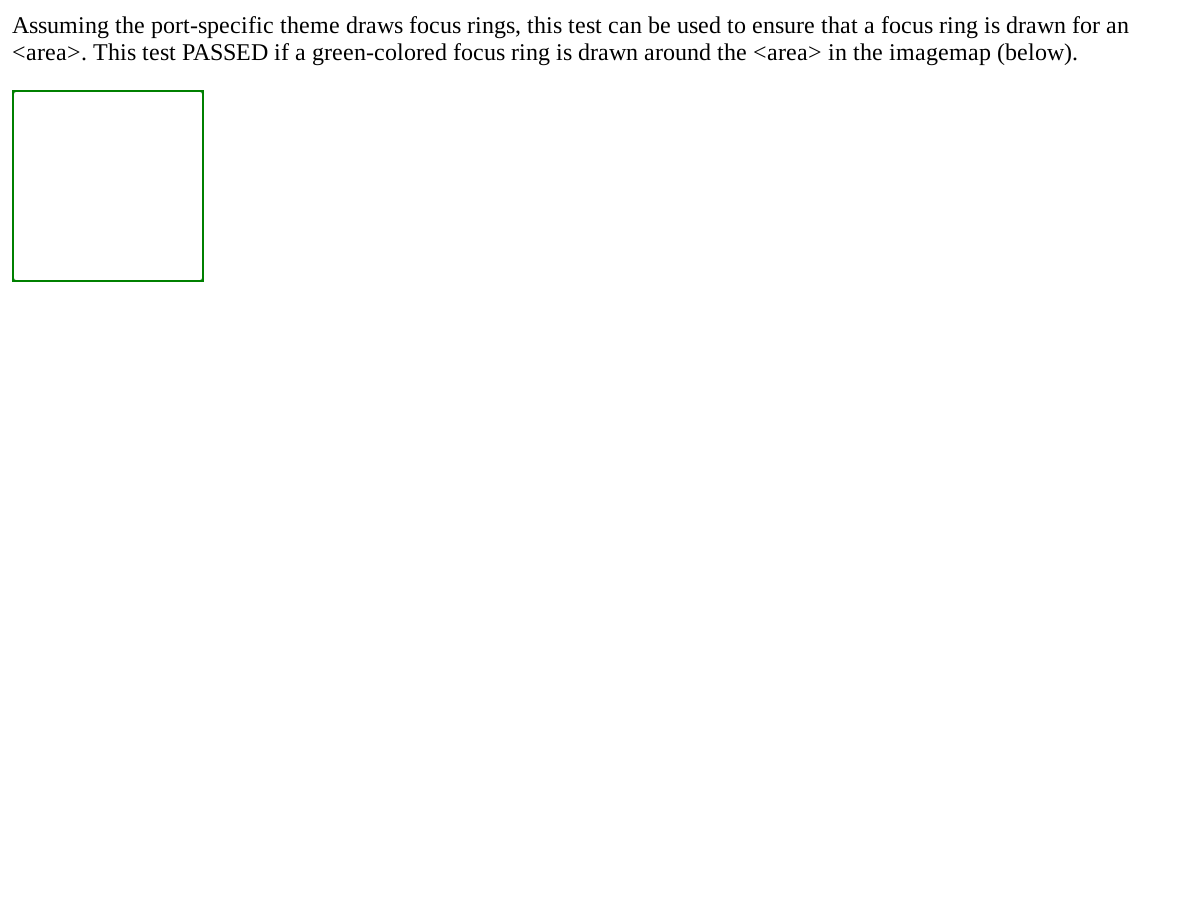 Assuming the port-specific theme draws focus rings, this test can be used to ensure that a focus ring is drawn for an
<area>. This test PASSED if a green-colored focus ring is drawn around the <area> in the imagemap (below).